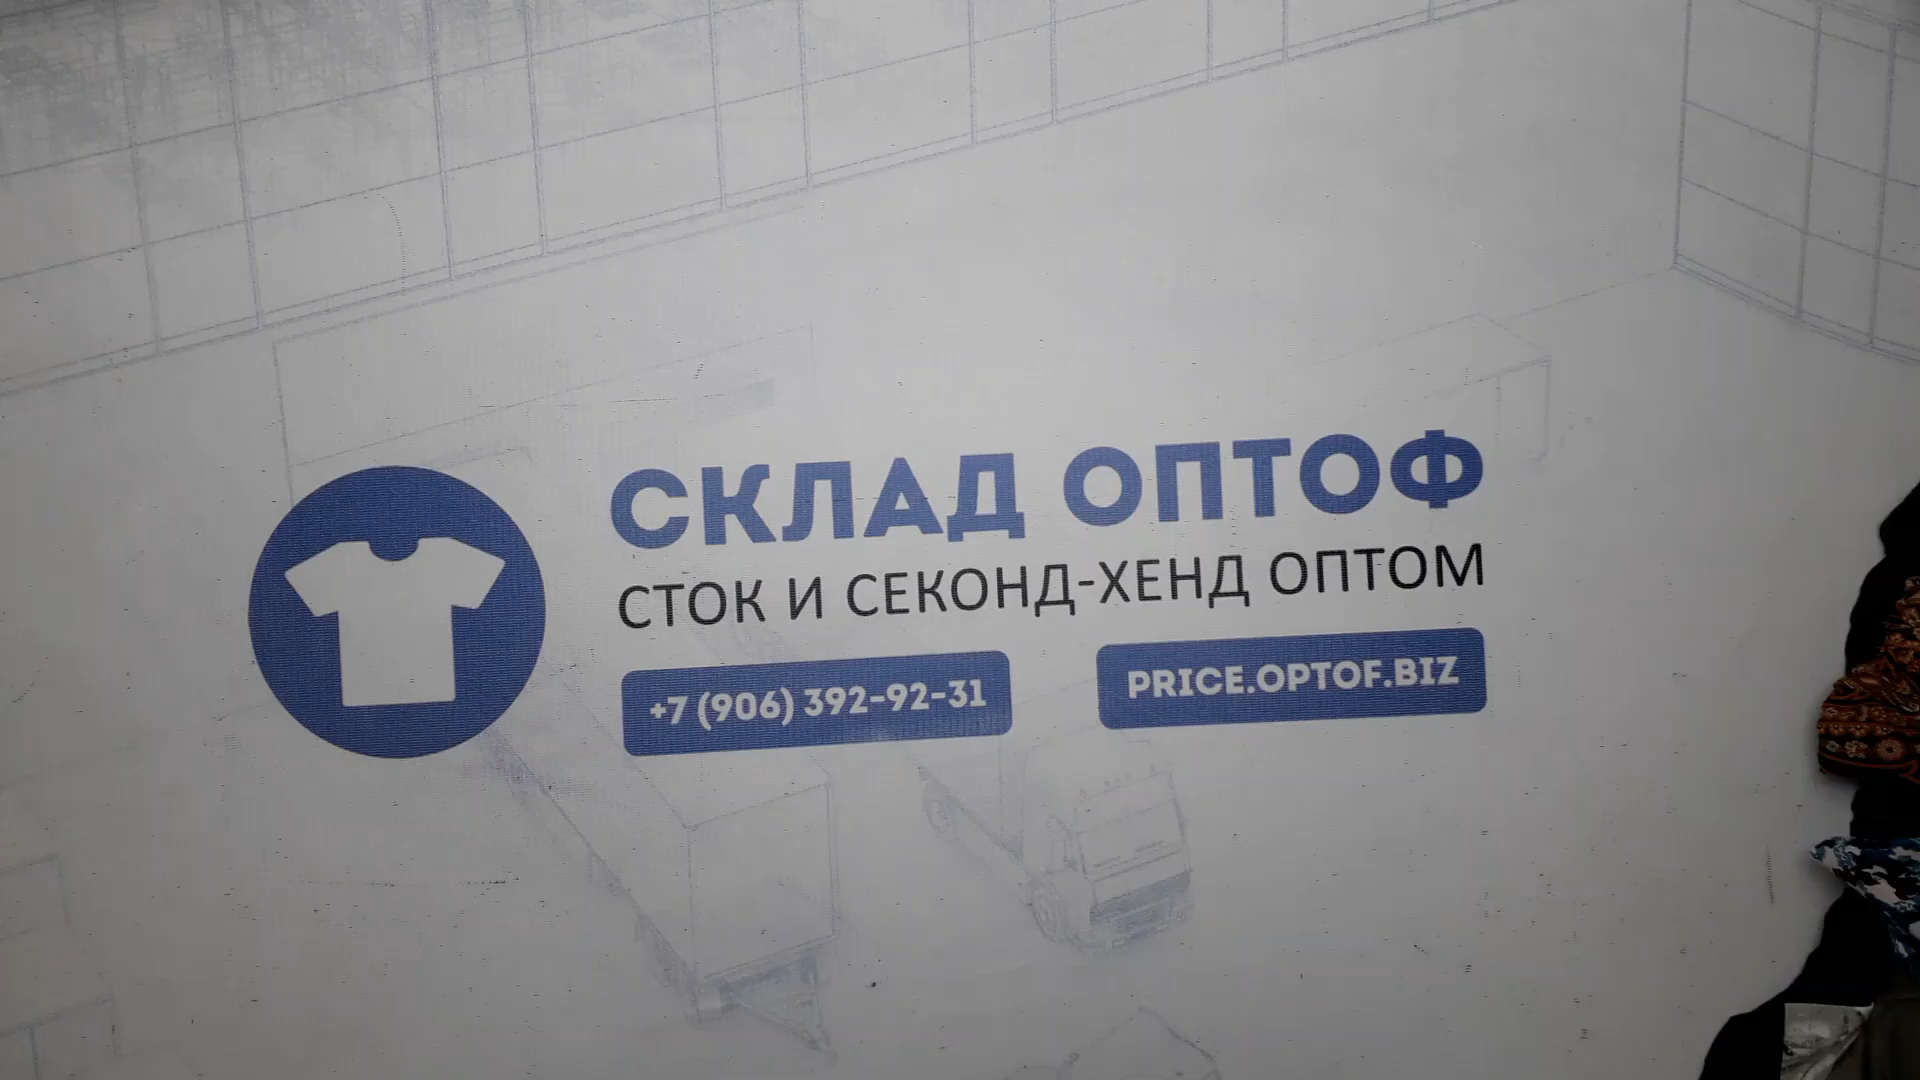 СКЛАД ОПТОФ
СТОК И СЕКОНД-ХЕНД ОПТОМ
+7 (906) 392-92-31
PRICE.OPTOF.BIZ